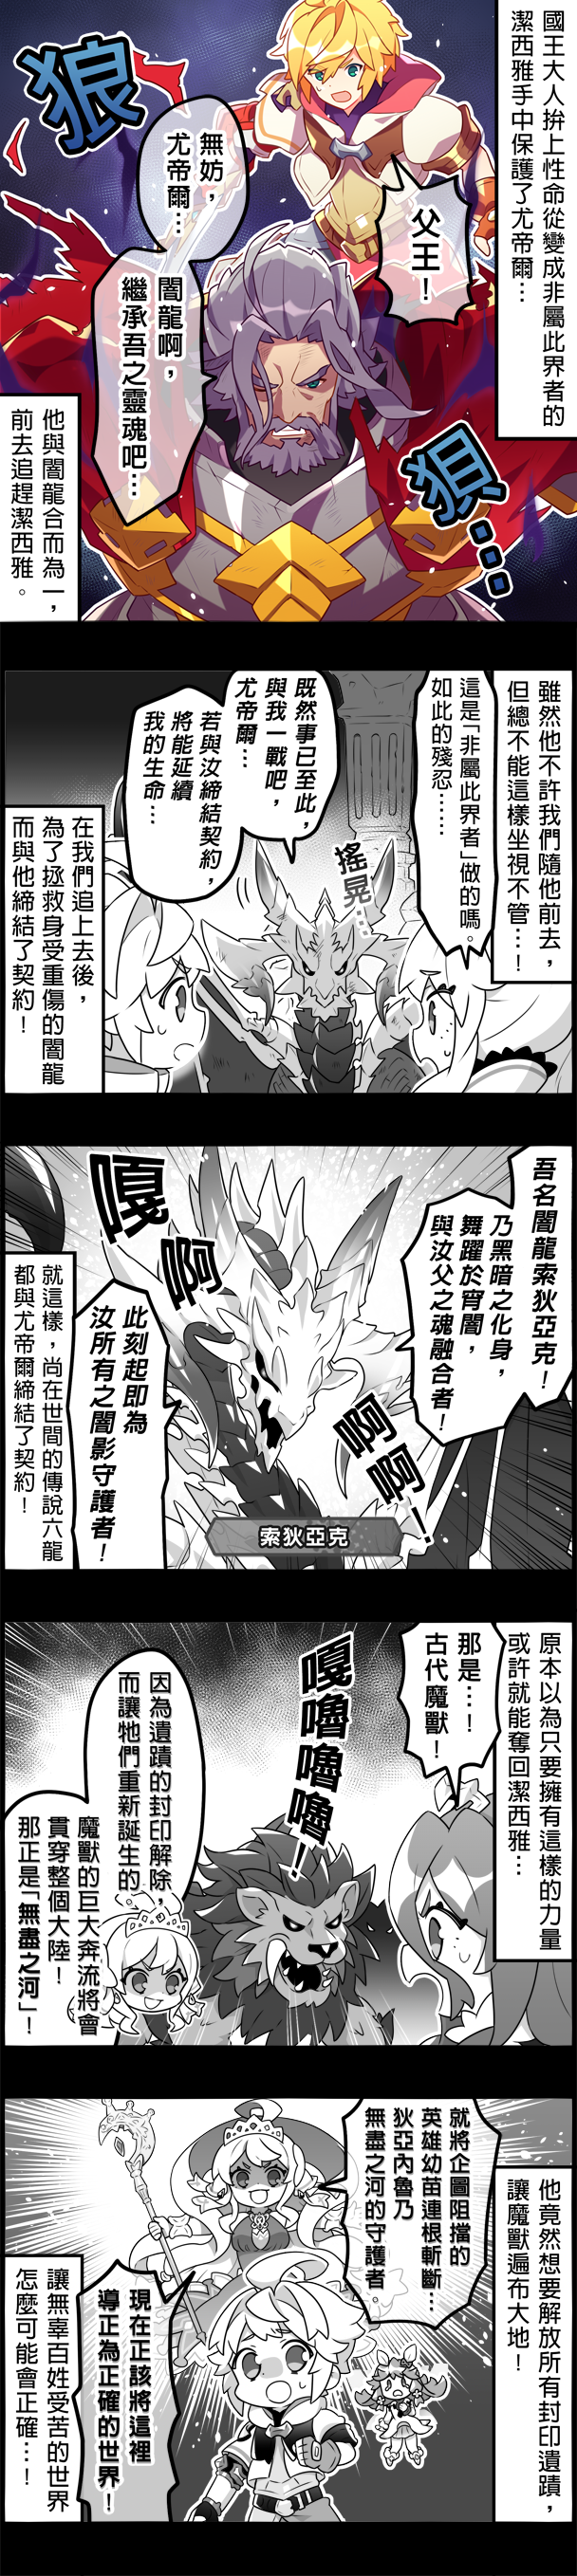 國王大人拚上性命從變成非屬此界者的
潔西雅手中保護了尤帝爾…
父王！
狼
無妨，
尤帝爾…
闇龍啊，
繼承吾之靈魂吧…
狽…
他與闇龍合而為一，
前去追趕潔西雅。
雖然他不許我們隨他前去，
但總不能這樣坐視不管…！
這是「非屬此界者」做的嗎。
如此的殘忍……
搖晃…
既然事已至此，
與我一戰吧，
尤帝爾…
若與汝締結契約，
將能延續
我的生命…
在我們追上去後，
為了拯救身受重傷的闇龍
而與他締結了契約！
吾名闇龍索狄亞克！
乃黑暗之化身，
舞躍於宵闇，
與汝父之魂融合者！
嘎啊
啊啊！
此刻起即為
汝所有之闇影守護者！
索狄亞克
就這樣，尚在世間的傳說六龍
都與尤帝爾締結了契約！
原本以為只要擁有這樣的力量
或許就能奪回潔西雅…
那是…！
古代魔獸！
嘎嚕嚕嚕嚕！
因為遺蹟的封印解除，
而讓牠們重新誕生的
魔獸的巨大奔流將會
貫穿整個大陸！
那正是「無盡之河」！
他竟然想要解放所有封印遺蹟，
讓魔獸遍布大地！
就將企圖阻擋的
英雄幼苗連根斬斷…
狄亞內魯乃
無盡之河的守護者。
現在正該將這裡
導正為正確的世界！
讓無辜百姓受苦的世界
怎麼可能會正確…！